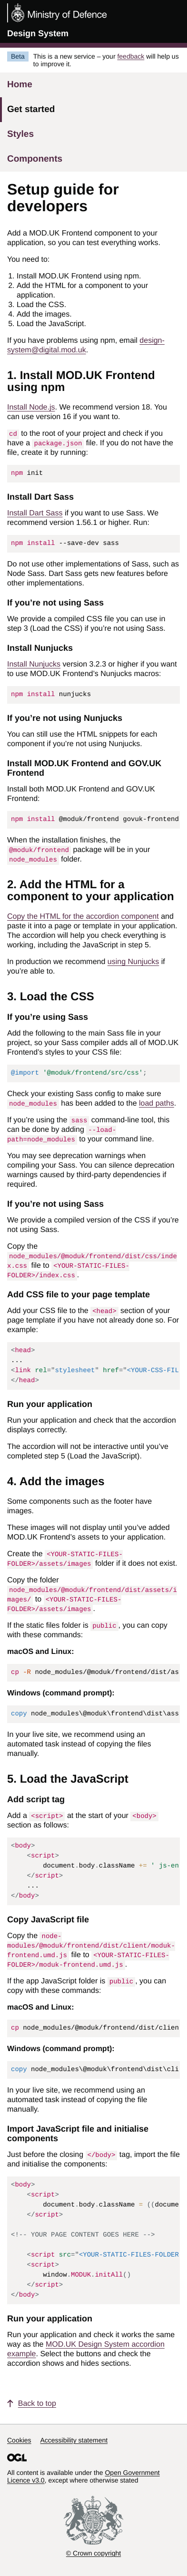 Ministry of Defence
Design System
Beta
This is a new service – your feedback will help us
to improve it.
Home
Get started
Styles
Components
Setup guide for
developers
Add a MOD.UK Frontend component to your
application, so you can test everything works.
You need to:
1. Install MOD.UK Frontend using npm.
2. Add the HTML for a component to your
application.
3. Load the CSS.
4. Add the images.
5. Load the JavaScript.
If you have problems using npm, email design-
system@digital.mod.uk.
1. Install MOD.UK Frontend
using npm
Install Node.js. We recommend version 18. You
can use version 16 if you want to.
cd to the root of your project and check if you
have a package.json file. If you do not have the
file, create it by running:
npm init
Install Dart Sass
Install Dart Sass if you want to use Sass. We
recommend version 1.56.1 or higher. Run:
npm install --save-dev sass
Do not use other implementations of Sass, such as
Node Sass. Dart Sass gets new features before
other implementations.
If you're not using Sass
We provide a compiled CSS file you can use in
step 3 (Load the CSS) if you're not using Sass.
Install Nunjucks
Install Nunjucks version 3.2.3 or higher if you want
to use MOD.UK Frontend's Nunjucks macros:
npm install nunjucks
If you're not using Nunjucks
You can still use the HTML snippets for each
component if you're not using Nunjucks.
Install MOD.UK Frontend and GOV.UK
Frontend
Install both MOD.UK Frontend and GOV.UK
Frontend:
npm install @moduk/frontend govuk-frontend
When the installation finishes, the
@moduk/frontend package will be in your
node_modules folder.
2. Add the HTML for a
component to your application
Copy the HTML for the accordion component and
paste it into a page or template in your application.
The accordion will help you check everything is
working, including the JavaScript in step 5.
In production we recommend using Nunjucks if
you're able to.
3. Load the CSS
If you're using Sass
Add the following to the main Sass file in your
project, so your Sass compiler adds all of MOD.UK
Frontend's styles to your CSS file:
@import '@moduk/frontend/src/css';
Check your existing Sass config to make sure
node_modules has been added to the load paths.
If you're using the sass command-line tool, this
can be done by adding --load-
path=node_modules to your command line.
You may see deprecation warnings when
compiling your Sass. You can silence deprecation
warnings caused by third-party dependencies if
required.
If you're not using Sass
We provide a compiled version of the CSS if you're
not using Sass.
Copy the
node_modules/@moduk/frontend/dist/css/inde
x.css file to <YOUR-STATIC-FILES-
FOLDER>/index.css.
Add CSS file to your page template
Add your CSS file to the <head> section of your
page template if you have not already done so. For
example:
<head>
...
<link rel="stylesheet" href="<YOUR-CSS-FIL
</head>
Run your application
Run your application and check that the accordion
displays correctly.
The accordion will not be interactive until you've
completed step 5 (Load the JavaScript).
4. Add the images
Some components such as the footer have
images.
These images will not display until you've added
MOD.UK Frontend's assets to your application.
Create the <YOUR-STATIC-FILES-
FOLDER>/assets/images folder if it does not exist.
Copy the folder
node_modules/@moduk/frontend/dist/assets/i
mages/ to <YOUR-STATIC-FILES-
FOLDER>/assets/images.
If the static files folder is public, you can copy
with these commands:
macOS and Linux:
cp -R node_modules/@moduk/frontend/dist/as
Windows (command prompt):
copy node_modules\@moduk\frontend\dist\ass
In your live site, we recommend using an
automated task instead of copying the files
manually.
5. Load the JavaScript
Add script tag
Add a <script> at the start of your <body>
section as follows:
<body>
<script>
document.body.className += ' js-en
</script>
...
</body>
Copy JavaScript file
Copy the node-
modules/@moduk/frontend/dist/client/moduk-
frontend.umd.js file to <YOUR-STATIC-FILES-
FOLDER>/moduk-frontend.umd.js.
If the app JavaScript folder is public, you can
copy with these commands:
macOS and Linux:
cp node_modules/@moduk/frontend/dist/clien
Windows (command prompt):
copy node_modules\@moduk\frontend\dist\cli
In your live site, we recommend using an
automated task instead of copying the file
manually.
Import JavaScript file and initialise
components
Just before the closing </body> tag, import the file
and initialise the components:
<body>
<script>
document.body.className = ((docume
</script>
<!-- YOUR PAGE CONTENT GOES HERE -->
<script src="<YOUR-STATIC-FILES-FOLDER
<script>
window.MODUK.initAll()
</script>
</body>
Run your application
Run your application and check it works the same
way as the MOD.UK Design System accordion
example. Select the buttons and check the
accordion shows and hides sections.
Back to top
Cookies Accessibility statement
OGL
All content is available under the Open Government
Licence v3.0, except where otherwise stated
© Crown copyright